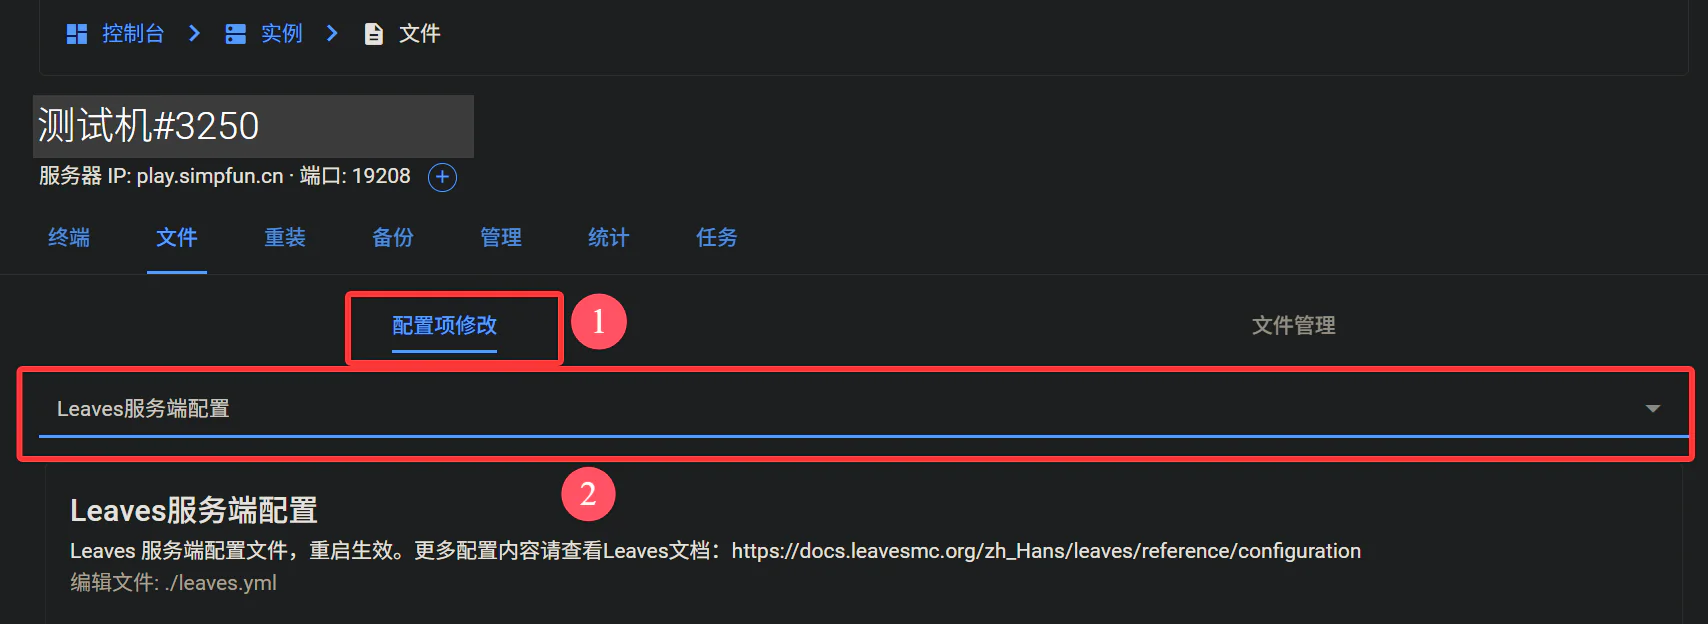 控制台 实例 文件
测试机#3250
服务器 IP: play.simpfun.cn · 端口: 19208
终端 文件 重装 备份 管理 统计 任务
配置项修改 1 文件管理
Leaves服务端配置
2
Leaves服务端配置
Leaves 服务端配置文件，重启生效。更多配置内容请查看Leaves文档：https://docs.leavesmc.org/zh_Hans/leaves/reference/configuration
编辑文件: ./leaves.yml